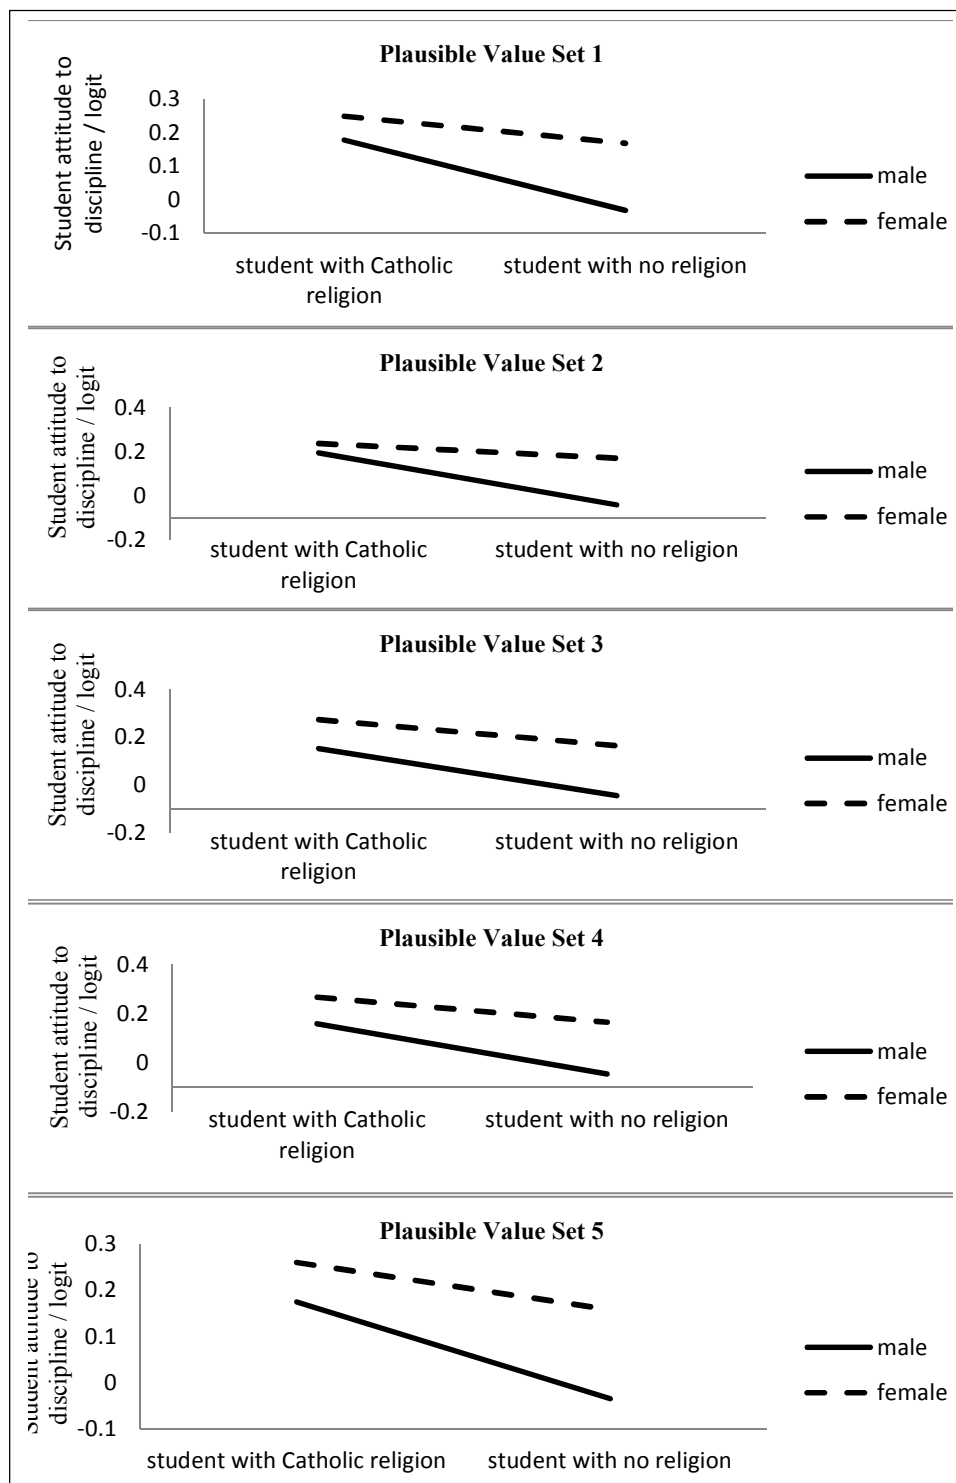 Plausible Value Set 1
Student attitude to
discipline / logit
0.3
0.2
0.1
0
-0.1
student with Catholic
religion
student with no religion
male
female
Plausible Value Set 2
Student attitude to
discipline / logit
0.4
0.2
0
-0.2
student with Catholic
religion
student with no religion
male
female
Plausible Value Set 3
Student attitude to
discipline / logit
0.4
0.2
0
-0.2
student with Catholic
religion
student with no religion
male
female
Plausible Value Set 4
Student attitude to
discipline / logit
0.4
0.2
0
-0.2
student with Catholic
religion
student with no religion
male
female
Plausible Value Set 5
Student attitude to
discipline / logit
0.3
0.2
0.1
0
-0.1
student with Catholic religion
student with no religion
male
female